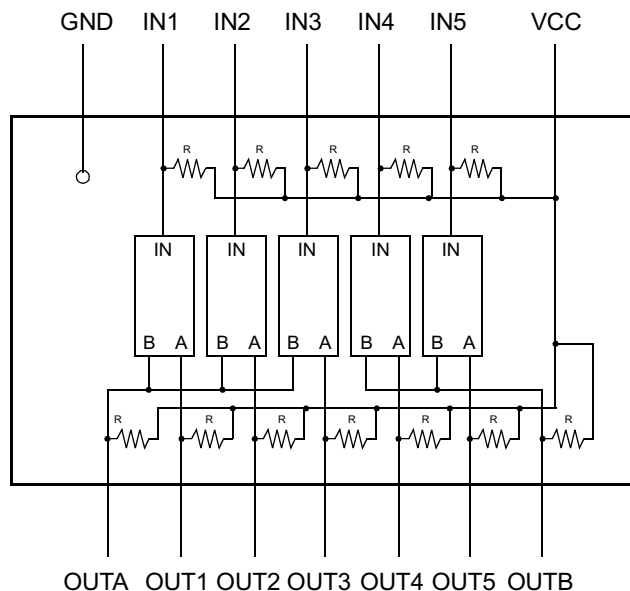 GND IN1 IN2 IN3 IN4 IN5 VCC
R R R R R
IN IN IN IN IN
B A B A B A B A B A
R R R R R R R
OUTA OUT1 OUT2 OUT3 OUT4 OUT5 OUTB